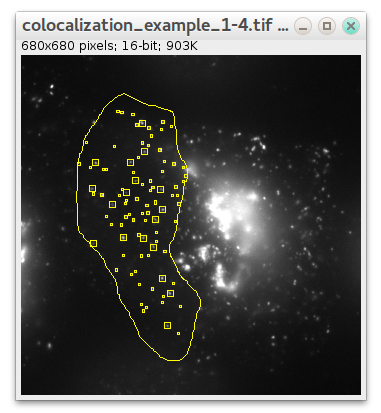 colocalization_example_1-4.tif ...
680x680 pixels; 16-bit; 903K